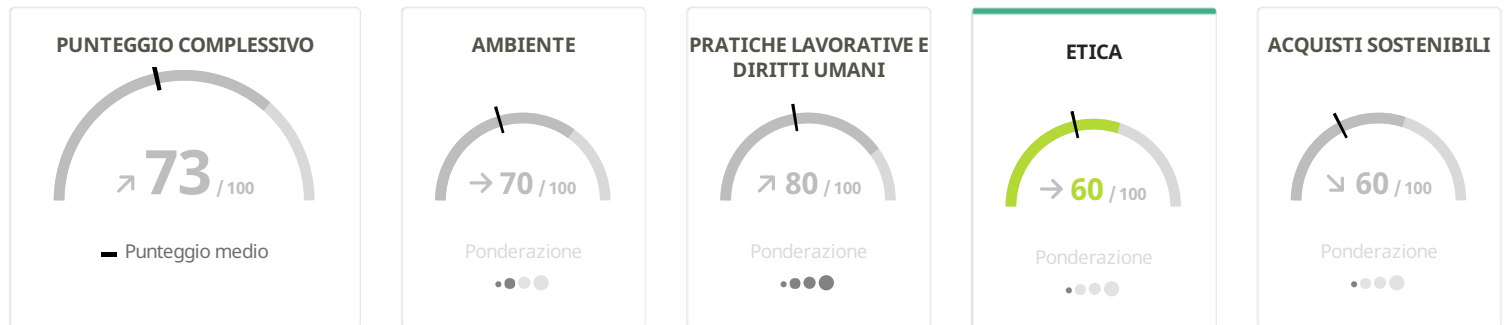 PUNTEGGIO COMPLESSIVO
73 / 100
Punteggio medio
AMBIENTE
70 / 100
Ponderazione
PRATICHE LAVORATIVE E
DIRITTI UMANI
80 / 100
Ponderazione
ETICA
60 / 100
Ponderazione
ACQUISTI SOSTENIBILI
60 / 100
Ponderazione